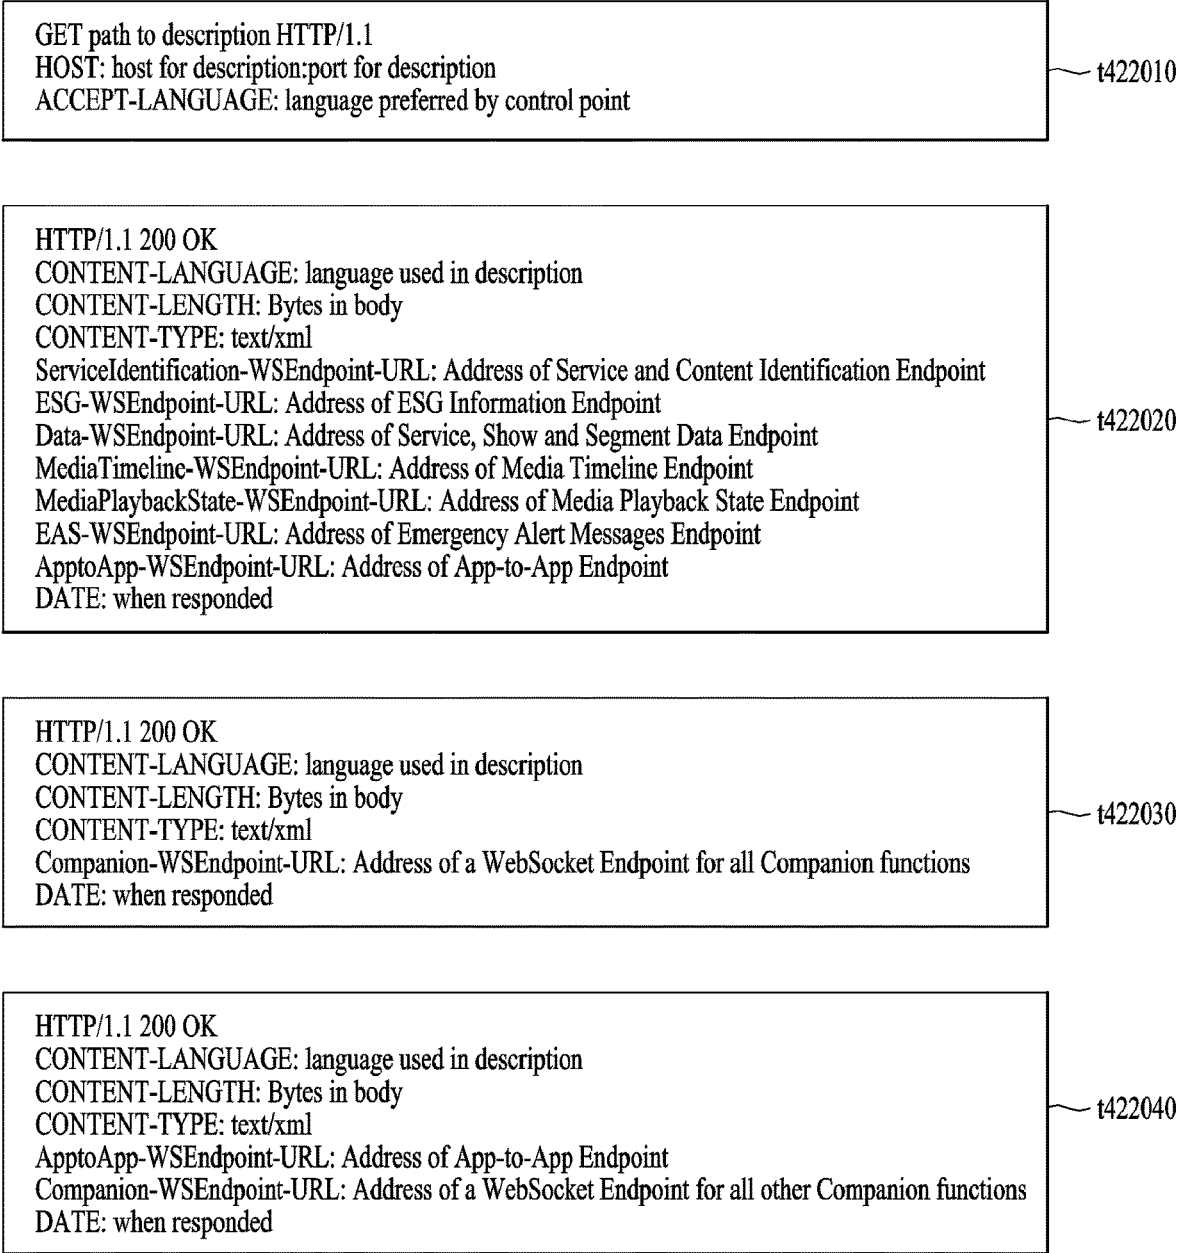 GET path to description HTTP/1.1
HOST: host for description:port for description
ACCEPT-LANGUAGE: language preferred by control point
t422010
HTTP/1.1 200 OK
CONTENT-LANGUAGE: language used in description
CONTENT-LENGTH: Bytes in body
CONTENT-TYPE: text/xml
ServiceIdentification-WSEndpoint-URL: Address of Service and Content Identification Endpoint
ESG-WSEndpoint-URL: Address of ESG Information Endpoint
Data-WSEndpoint-URL: Address of Service, Show and Segment Data Endpoint
MediaTimeline-WSEndpoint-URL: Address of Media Timeline Endpoint
MediaPlaybackState-WSEndpoint-URL: Address of Media Playback State Endpoint
EAS-WSEndpoint-URL: Address of Emergency Alert Messages Endpoint
ApptoApp-WSEndpoint-URL: Address of App-to-App Endpoint
DATE: when responded
t422020
HTTP/1.1 200 OK
CONTENT-LANGUAGE: language used in description
CONTENT-LENGTH: Bytes in body
CONTENT-TYPE: text/xml
Companion-WSEndpoint-URL: Address of a WebSocket Endpoint for all Companion functions
DATE: when responded
t422030
HTTP/1.1 200 OK
CONTENT-LANGUAGE: language used in description
CONTENT-LENGTH: Bytes in body
CONTENT-TYPE: text/xml
ApptoApp-WSEndpoint-URL: Address of App-to-App Endpoint
Companion-WSEndpoint-URL: Address of a WebSocket Endpoint for all other Companion functions
DATE: when responded
t422040